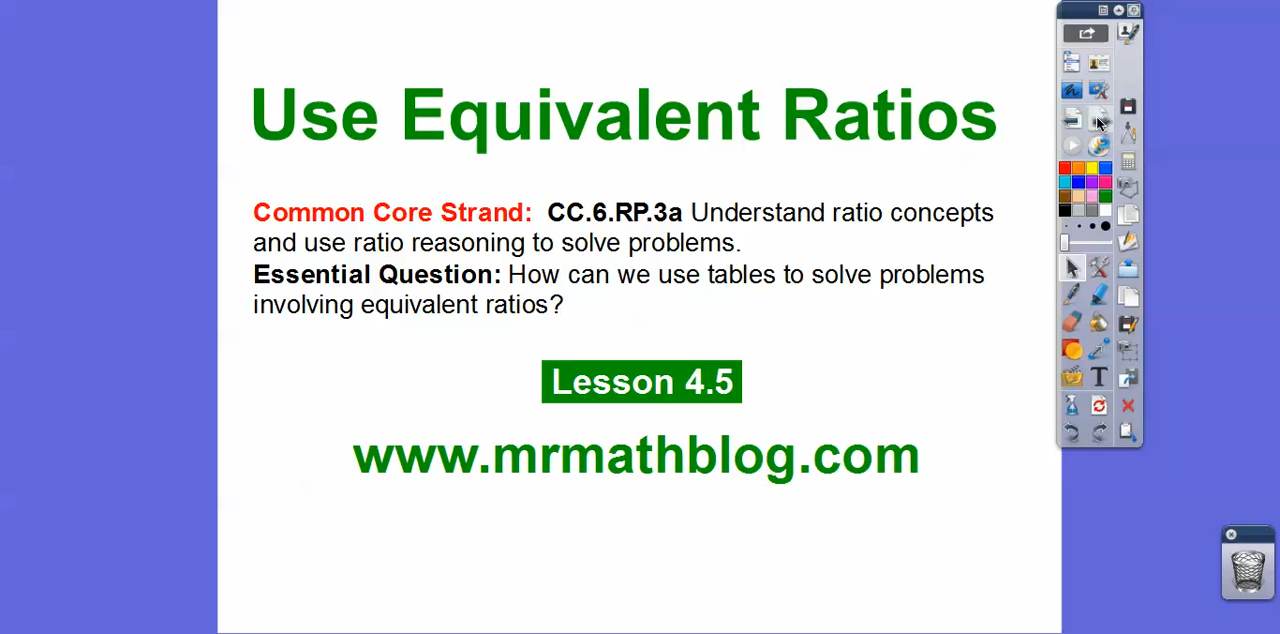 Use Equivalent Ratios
Common Core Strand: CC.6.RP.3a Understand ratio concepts
and use ratio reasoning to solve problems.
Essential Question: How can we use tables to solve problems
involving equivalent ratios?
Lesson 4.5
www.mrmathblog.com